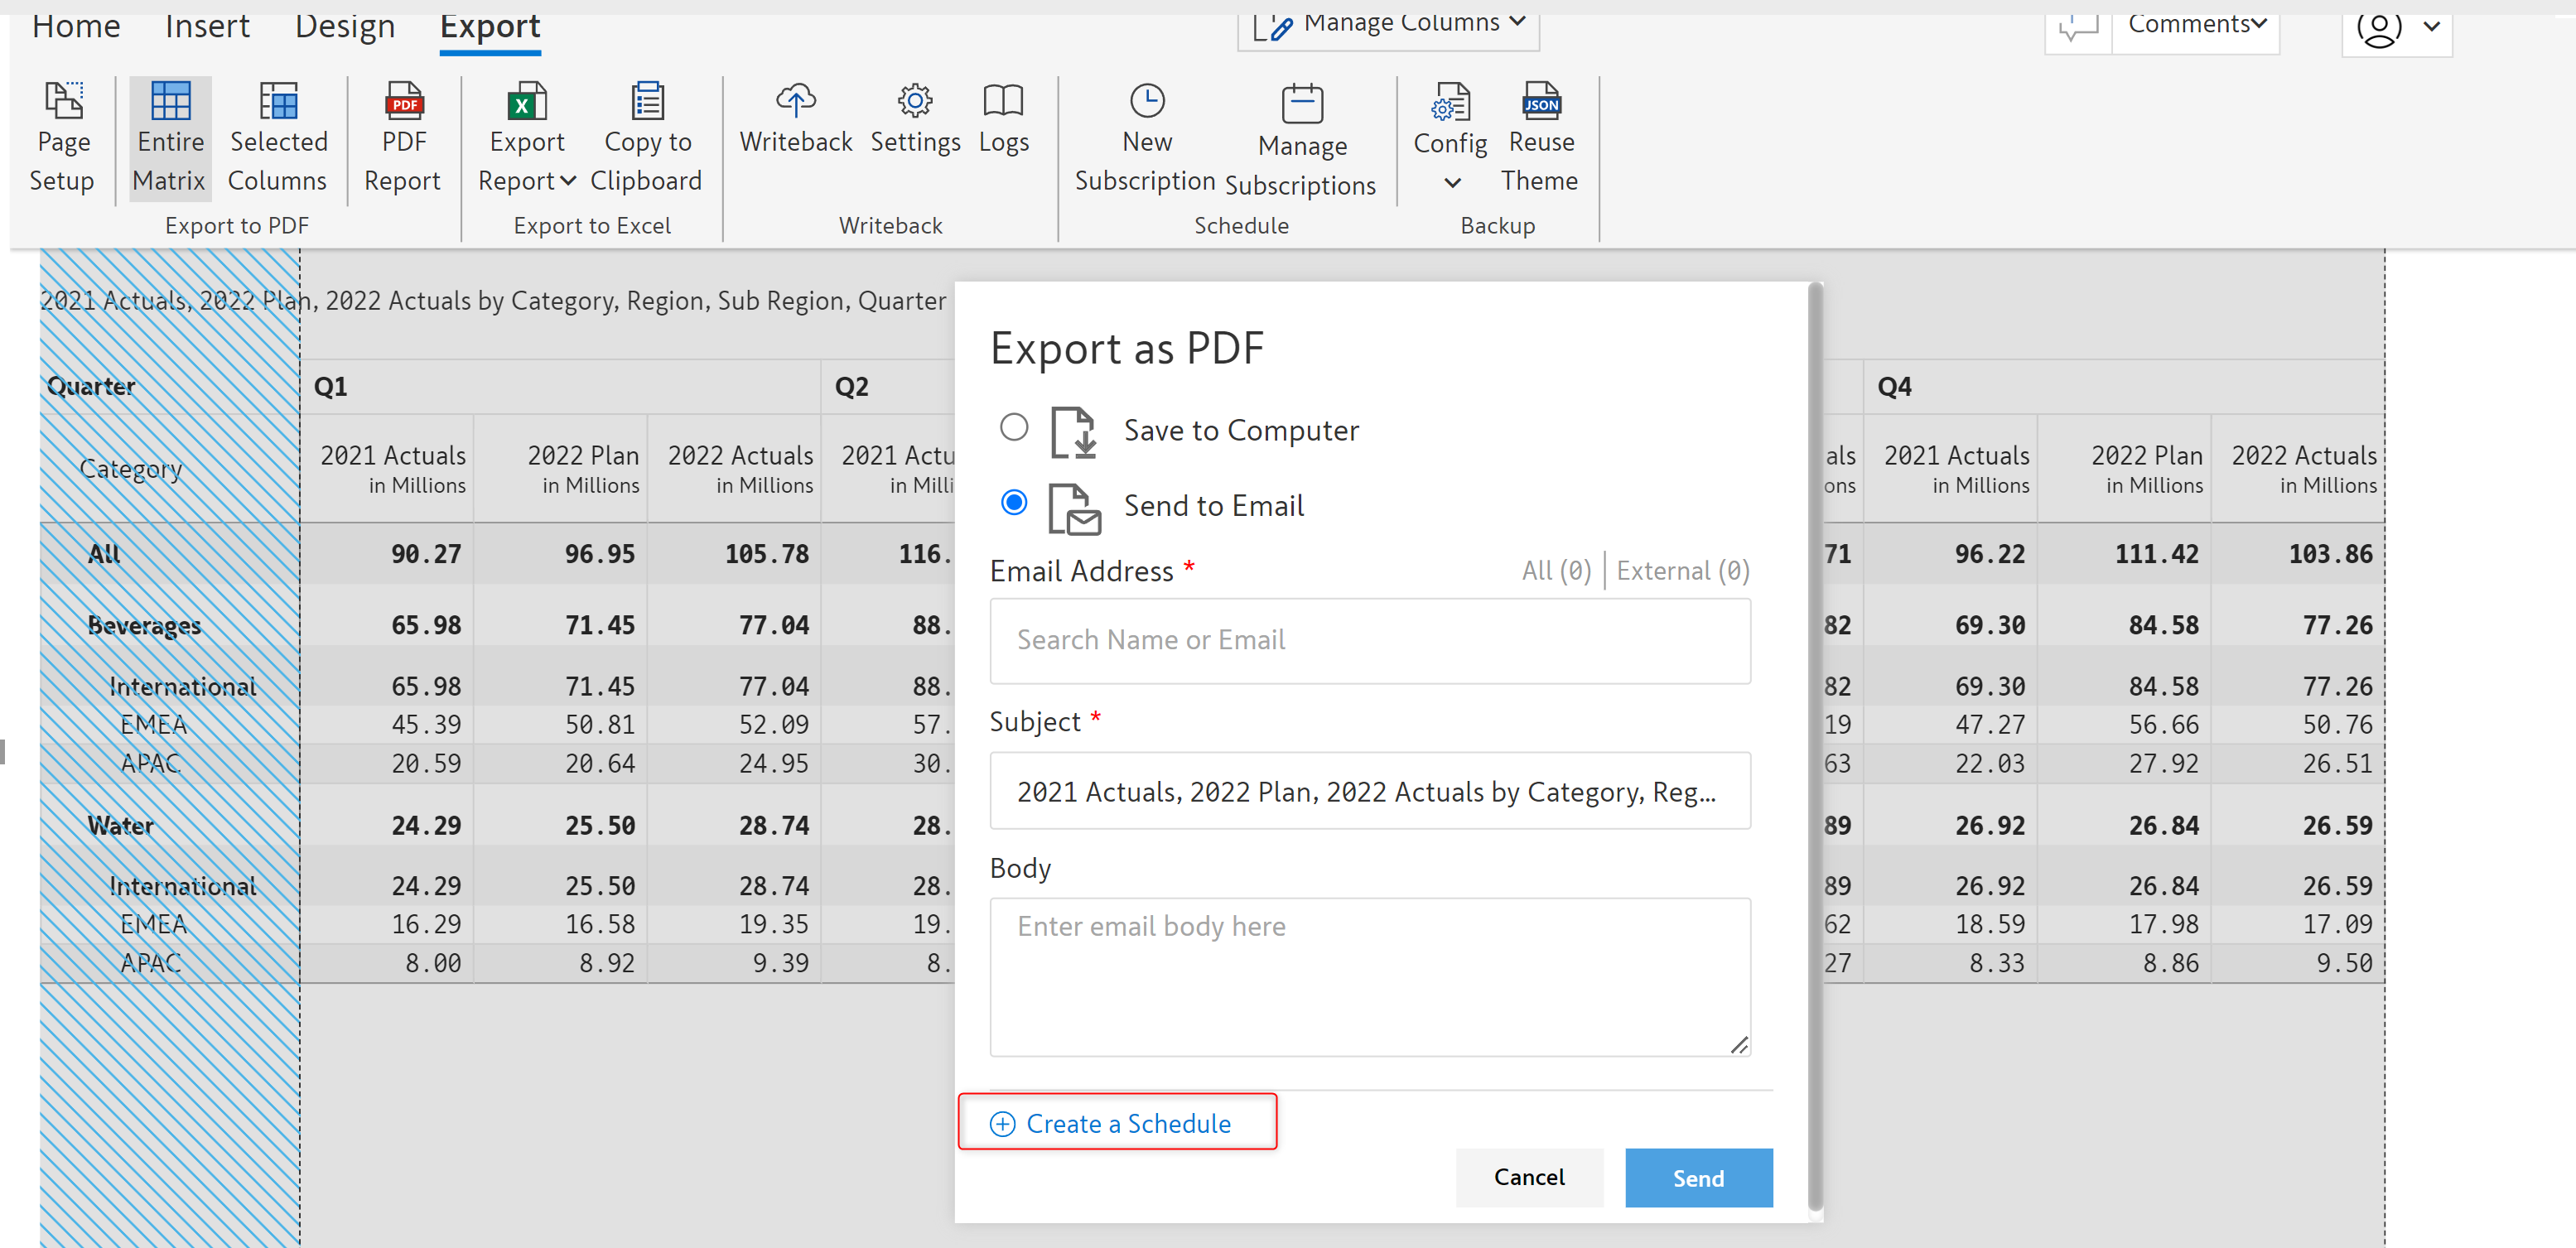 Home Insert Design Export Manage Columns Comments
Page Setup
Entire Matrix
Selected Columns
PDF Report
Export Report
Copy to Clipboard
Writeback
Settings
Logs
New Subscription
Manage Subscriptions
Config
Reuse Theme
PDF
X
JSON
Export to PDF Export to Excel Writeback Schedule Backup
2021 Actuals, 2022 Plan, 2022 Actuals by Category, Region, Sub Region, Quarter
Quarter Q1 Q2 Q4
Category 2021 Actuals 2022 Plan 2022 Actuals 2021 Actu als 2021 Actuals 2022 Plan 2022 Actuals
in Millions in Millions in Millions in Milli ons in Millions in Millions in Millions
All 90.27 96.95 105.78 116. 71 96.22 111.42 103.86
Beverages 65.98 71.45 77.04 88. 82 69.30 84.58 77.26
International 65.98 71.45 77.04 88. 82 69.30 84.58 77.26
EMEA 45.39 50.81 52.09 57. 19 47.27 56.66 50.76
APAC 20.59 20.64 24.95 30. 63 22.03 27.92 26.51
Water 24.29 25.50 28.74 28. 89 26.92 26.84 26.59
International 24.29 25.50 28.74 28. 89 26.92 26.84 26.59
EMEA 16.29 16.58 19.35 19. 62 18.59 17.98 17.09
APAC 8.00 8.92 9.39 8. 27 8.33 8.86 9.50
Export as PDF
Save to Computer
Send to Email
Email Address * All (0) External (0)
Search Name or Email
Subject *
2021 Actuals, 2022 Plan, 2022 Actuals by Category, Reg...
Body
Enter email body here
Create a Schedule
Cancel Send